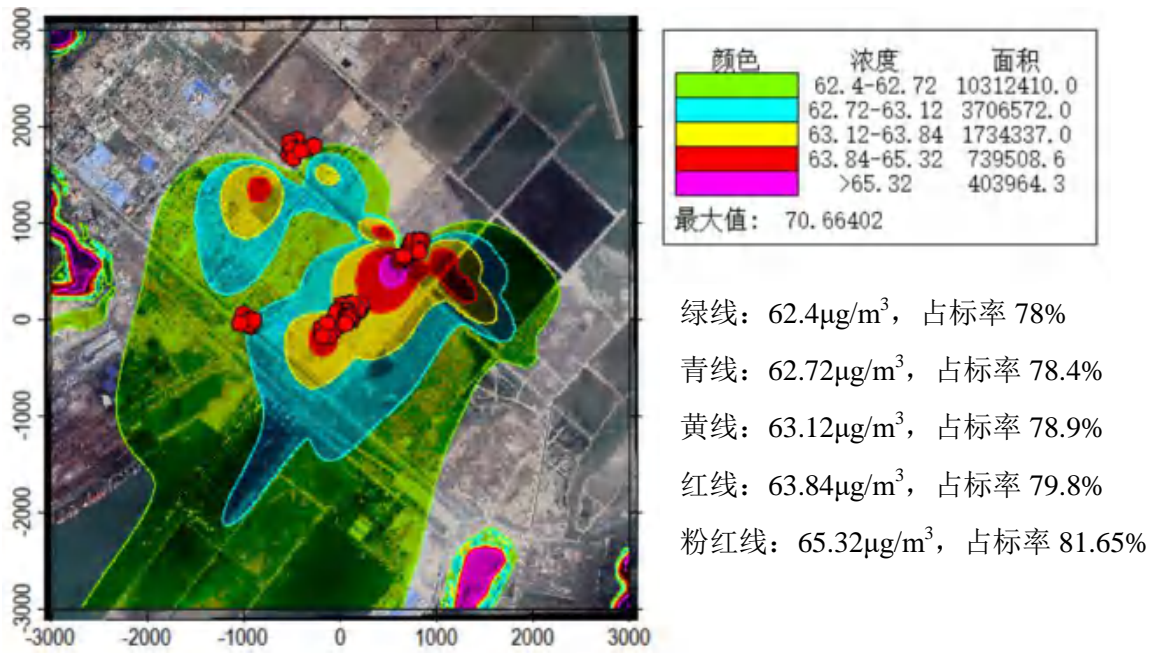 3000
2000
1000
0
-1000
-2000
-3000
-3000 -2000 -1000 0 1000 2000 3000
颜色 浓度 面积
62.4-62.72 10312410.0
62.72-63.12 3706572.0
63.12-63.84 1734337.0
63.84-65.32 739508.6
>65.32 403964.3
最大值: 70.66402
绿线：62.4μg/m³，占标率 78%
青线：62.72μg/m³，占标率 78.4%
黄线：63.12μg/m³，占标率 78.9%
红线：63.84μg/m³，占标率 79.8%
粉红线：65.32μg/m³，占标率 81.65%